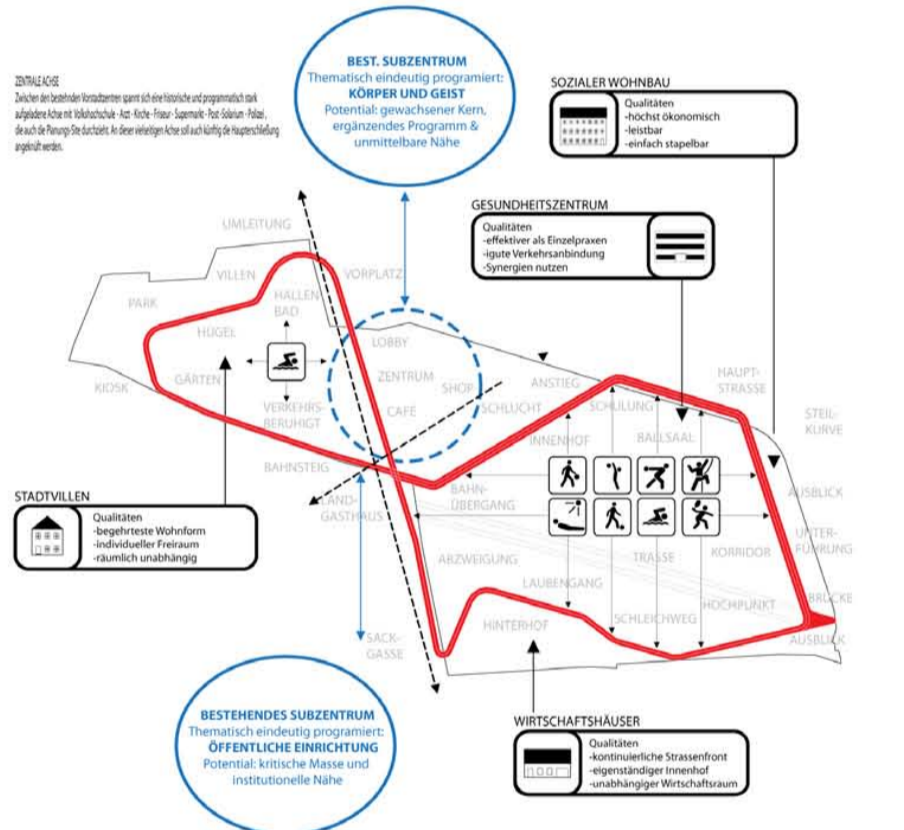 ZENTRALE ACHSE
Zwischen den bestehnden Vorstadtzentren spannt sich eine historische und programmatisch stark
aufgeladene Achse mit Volkshochschule - Arzt - Kirche - Friseur - Supermarkt - Post - Solarium - Polizei ,
die auch die Planungs-Site durchzieht. An dieser vielseitigen Achse soll auch künftig die Haupterschließung
angeknüft werden.
BEST. SUBZENTRUM
Thematisch eindeutig programiert:
KÖRPER UND GEIST
Potential: gewachsener Kern,
ergänzendes Programm &
unmittelbare Nähe
SOZIALER WOHNBAU
Qualitäten
-höchst ökonomisch
-leistbar
-einfach stapelbar
GESUNDHEITSZENTRUM
Qualitäten
-effektiver als Einzelpraxen
-igute Verkehrsanbindung
-Synergien nutzen
UMLEITUNG
VILLEN
VORPLATZ
PARK
HALLEN
BAD
HÜGEL
LOBBY
KIOSK
GÄRTEN
ZENTRUM
SHOP
ANSTIEG
HAUPT-
STRASSE
VERKEHRS-
BERUHIGT
CAFE
SCHLUCHT
SCHULUNG
STEIL-
KURVE
INNENHOF
BALLSAAL
BAHNSTEIG
BAHN-
ÜBERGANG
AUSBLICK
LAND-
GASTHAUS
UNTER-
FÜHRUNG
STADTVILLEN
Qualitäten
-begehrteste Wohnform
-individueller Freiraum
-räumlich unabhängig
ABZWEIGUNG
TRASSE
KORRIDOR
LAUBENGANG
HOCHPUNKT
BRÜCKE
HINTERHOF
SCHLEICHWEG
AUSBLICK
SACK-
GASSE
BESTEHENDES SUBZENTRUM
Thematisch eindeutig programiert:
ÖFFENTLICHE EINRICHTUNG
Potential: kritische Masse und
institutionelle Nähe
WIRTSCHAFTSHÄUSER
Qualitäten
-kontinuierliche Strassenfront
-eigenständiger Innenhof
-unabhängiger Wirtschaftsraum